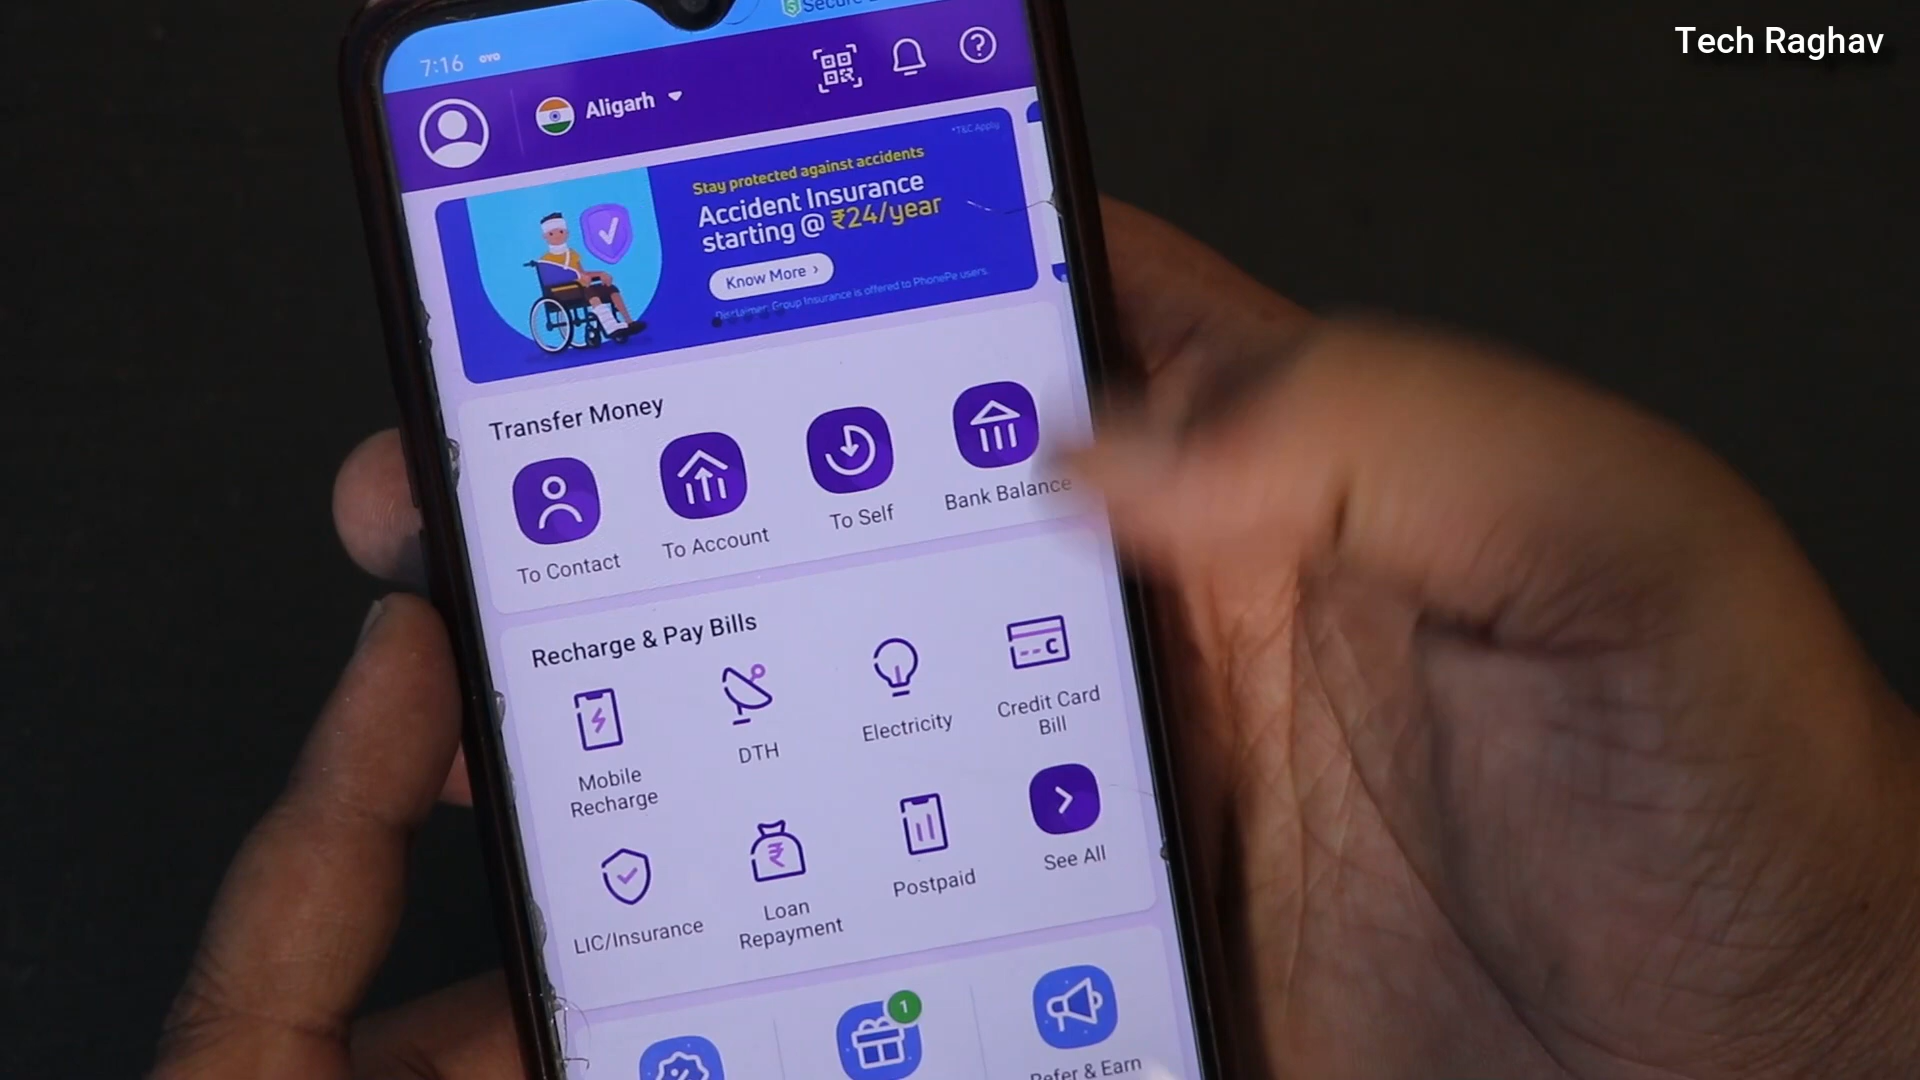 Tech Raghav
7:16
Secure
Aligarh
*T&C Apply
Stay protected against accidents
Accident Insurance
starting @ ₹24/year
Know More ›
Disclaimer: Group Insurance is offered to PhonePe users.
Transfer Money
To Contact
To Account
To Self
Bank Balance
Recharge & Pay Bills
Mobile
Recharge
DTH
Electricity
Credit Card
Bill
LIC/Insurance
Loan
Repayment
Postpaid
See All
1
Refer & Earn